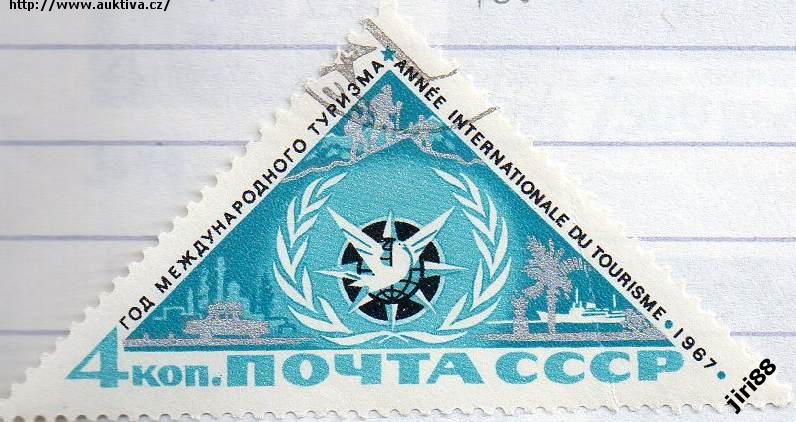 http://www.auktiva.cz/
ГОД МЕЖДУНАРОДНОГО ТУРИЗМА
ANNÉE INTERNATIONALE DU TOURISME • 1967 •
4 КОП. ПОЧТА СССР
jiri88